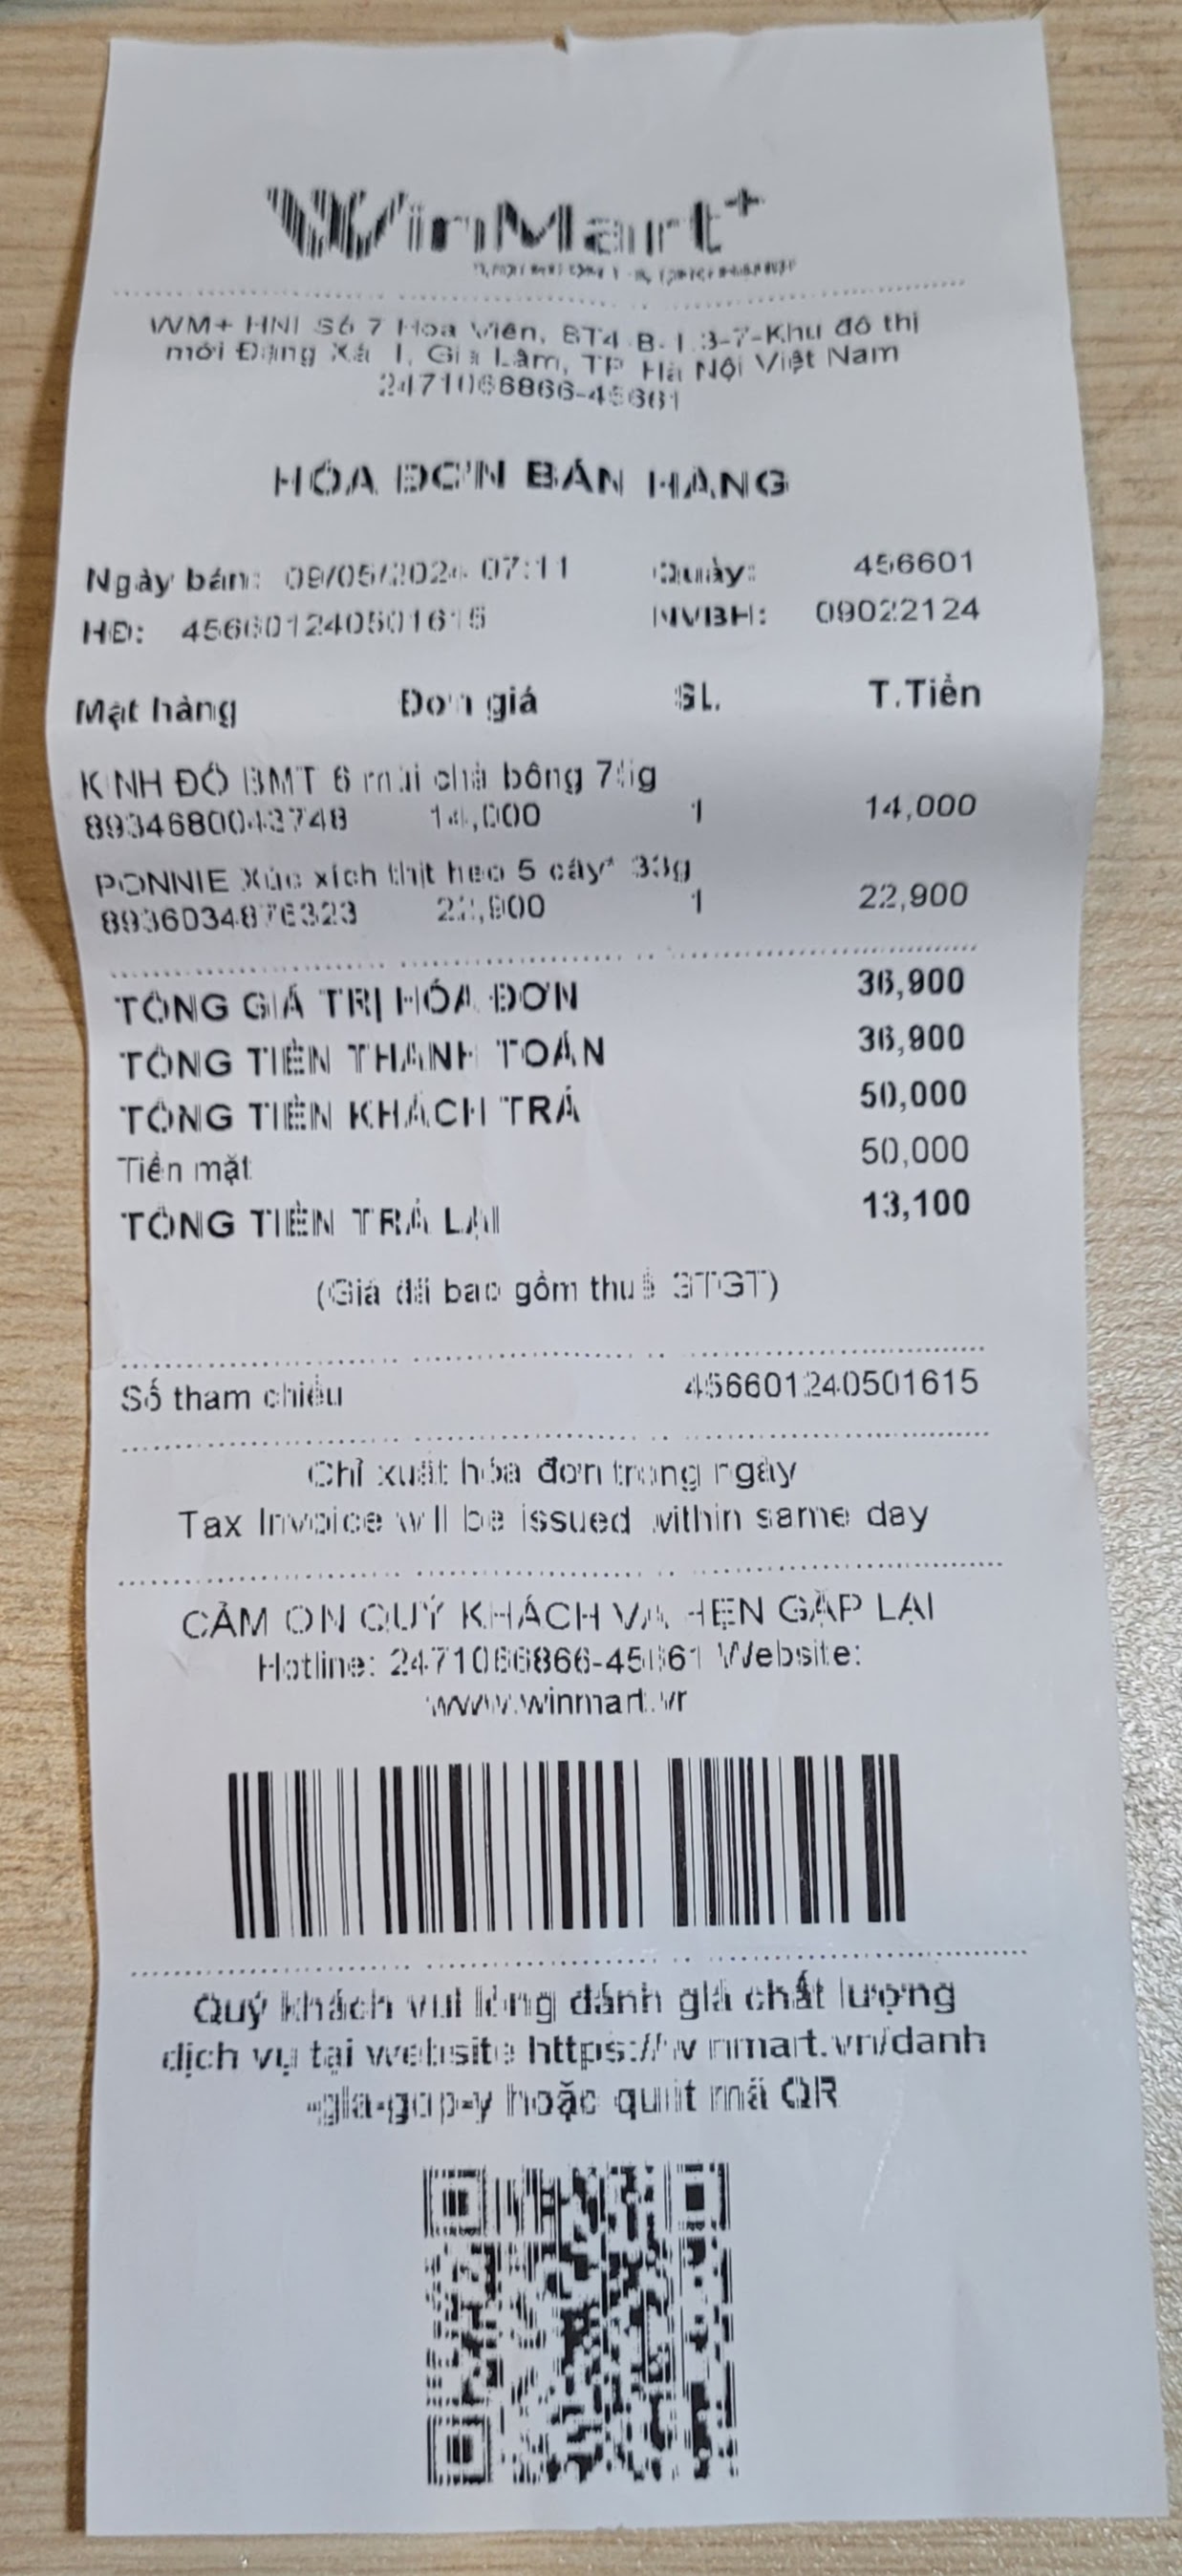 WinMart+
WM+ HNI Số 7 Hoa Viên, BT4-B-1.3-7-Khu đô thị
mới Đặng Xá 1, Gia Lâm, TP. Hà Nội Việt Nam
2471066866-45661
HÓA ĐƠN BÁN HÀNG
Ngày bán: 09/05/2024 07:11 Quầy: 456601
HĐ: 456601240501615 NVBH: 09022124
Mặt hàng Đơn giá SL T.Tiền
KINH ĐÔ BMT 6 múi chà bông
8934680043748 14,000 1 14,000
PONNIE Xúc xích thịt heo 5 cây* 33g
8936034876323 22,900 1 22,900
TỔNG GIÁ TRỊ HÓA ĐƠN 36,900
TỔNG TIỀN THANH TOÁN 36,900
TỔNG TIỀN KHÁCH TRẢ 50,000
Tiền mặt 50,000
TỔNG TIỀN TRẢ LẠI 13,100
(Giá đã bao gồm thuế GTGT)
Số tham chiếu 456601240501615
Chỉ xuất hóa đơn trong ngày
Tax Invoice will be issued within same day
CẢM ƠN QUÝ KHÁCH VÀ HẸN GẶP LẠI
Hotline: 2471066866-45661 Website:
www.winmart.vn
Quý khách vui lòng đánh giá chất lượng
dịch vụ tại website https://winmart.vn/danh
-gia-gop-y hoặc quét mã QR